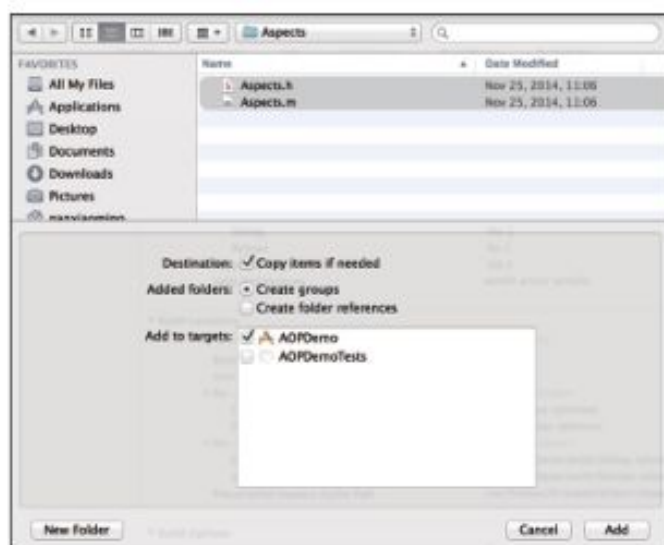 Aspects
FAVORITES
Name
Date Modified
All My Files
Aspects.h
Nov 25, 2014, 11:06
Applications
Aspects.m
Nov 25, 2014, 11:06
Desktop
Documents
Downloads
Pictures
nanxiaoming
Destination: Copy items if needed
Added folders: Create groups
Create folder references
Add to targets: AOPDemo
AOPDemoTests
New Folder
Cancel
Add